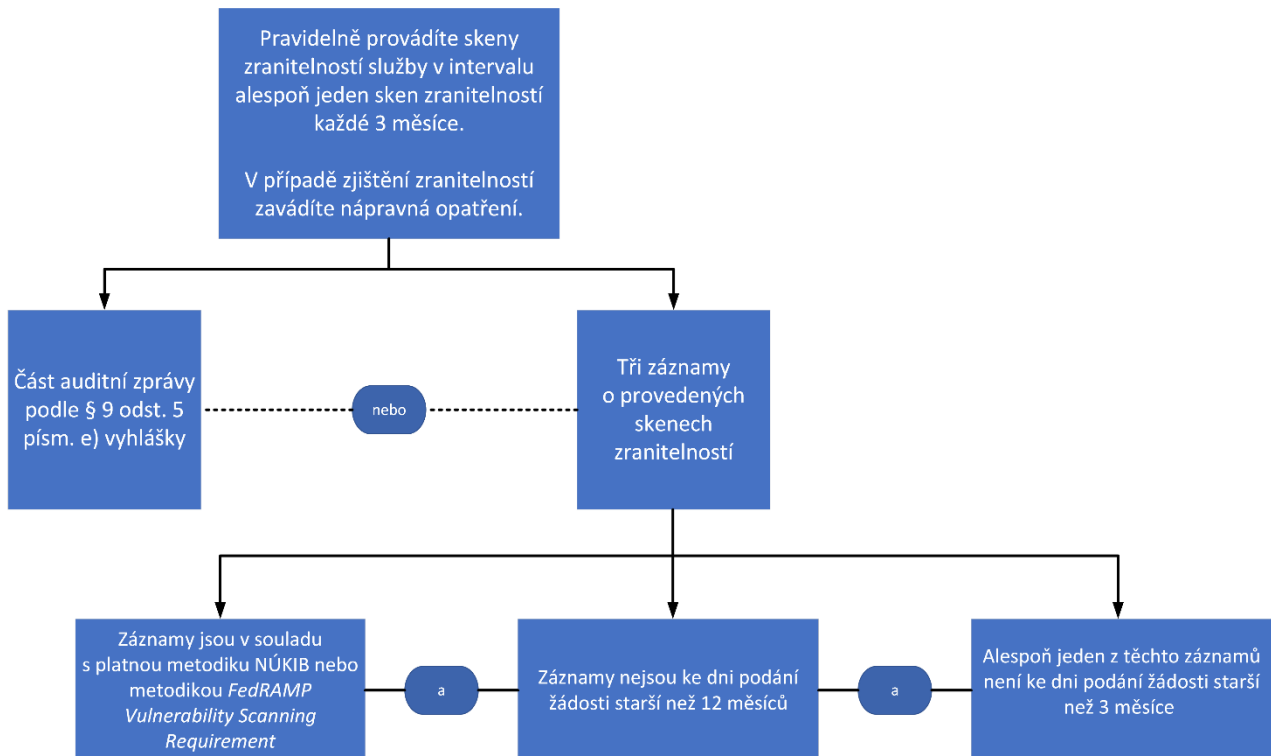 Pravidelně provádíte skeny
zranitelností služby v intervalu
alespoň jeden sken zranitelností
každé 3 měsíce.
V případě zjištění zranitelností
zavádíte nápravná opatření.
Část auditní zprávy
podle § 9 odst. 5
písm. e) vyhlášky
nebo
Tři záznamy
o provedených
skenech
zranitelností
Záznamy jsou v souladu
s platnou metodiku NÚKIB nebo
metodikou FedRAMP
Vulnerability Scanning
Requirement
a
Záznamy nejsou ke dni podání
žádosti starší než 12 měsíců
a
Alespoň jeden z těchto záznamů
není ke dni podání žádosti starší
než 3 měsíce